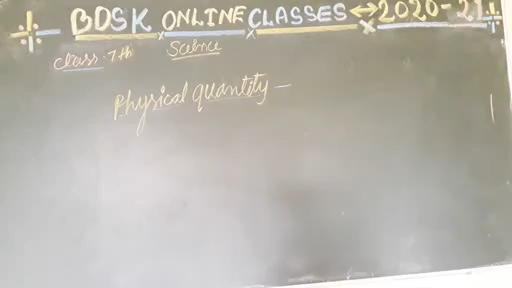 BDSK ONLINE CLASSES ↔ 2020-21
Class: 7th Science
Physical quantity —